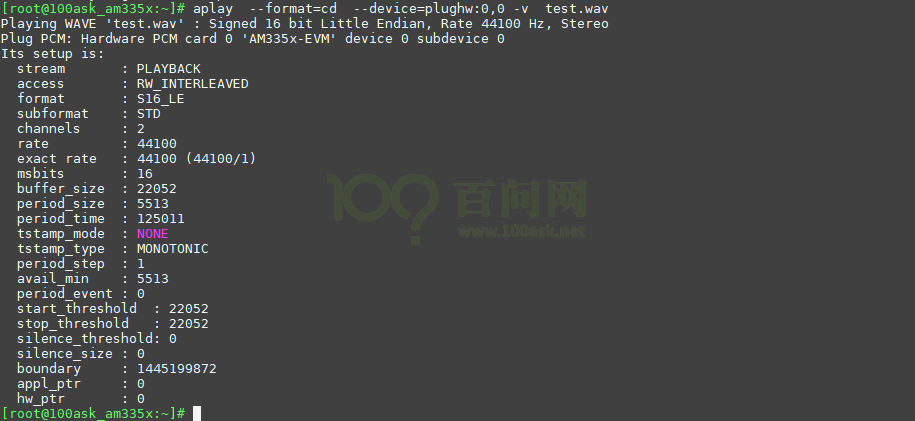 [root@100ask_am335x:~]# aplay  --format=cd  --device=plughw:0,0 -v  test.wav
Playing WAVE 'test.wav' : Signed 16 bit Little Endian, Rate 44100 Hz, Stereo
Plug PCM: Hardware PCM card 0 'AM335x-EVM' device 0 subdevice 0
Its setup is:
  stream       : PLAYBACK
  access       : RW_INTERLEAVED
  format       : S16_LE
  subformat    : STD
  channels     : 2
  rate         : 44100
  exact rate   : 44100 (44100/1)
  msbits       : 16
  buffer_size  : 22052
  period_size  : 5513
  period_time  : 125011
  tstamp_mode  : NONE
  tstamp_type  : MONOTONIC
  period_step  : 1
  avail_min    : 5513
  period_event : 0
  start_threshold  : 22052
  stop_threshold   : 22052
  silence_threshold: 0
  silence_size : 0
  boundary     : 1445199872
  appl_ptr     : 0
  hw_ptr       : 0
[root@100ask_am335x:~]#
100 百问网
www.100ask.net